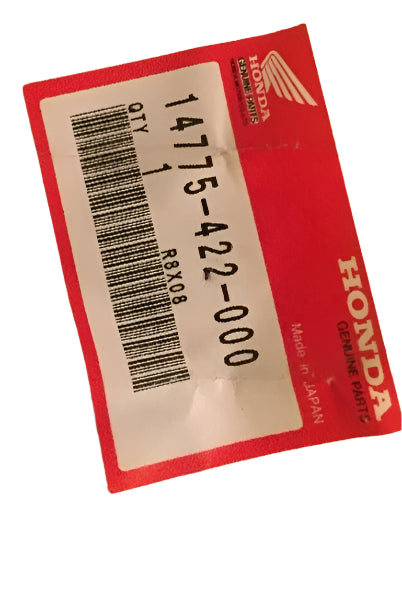 HONDA
GENUINE PARTS
14775-422-000
QTY 1
R8X08
HONDA
GENUINE PARTS
Made in JAPAN